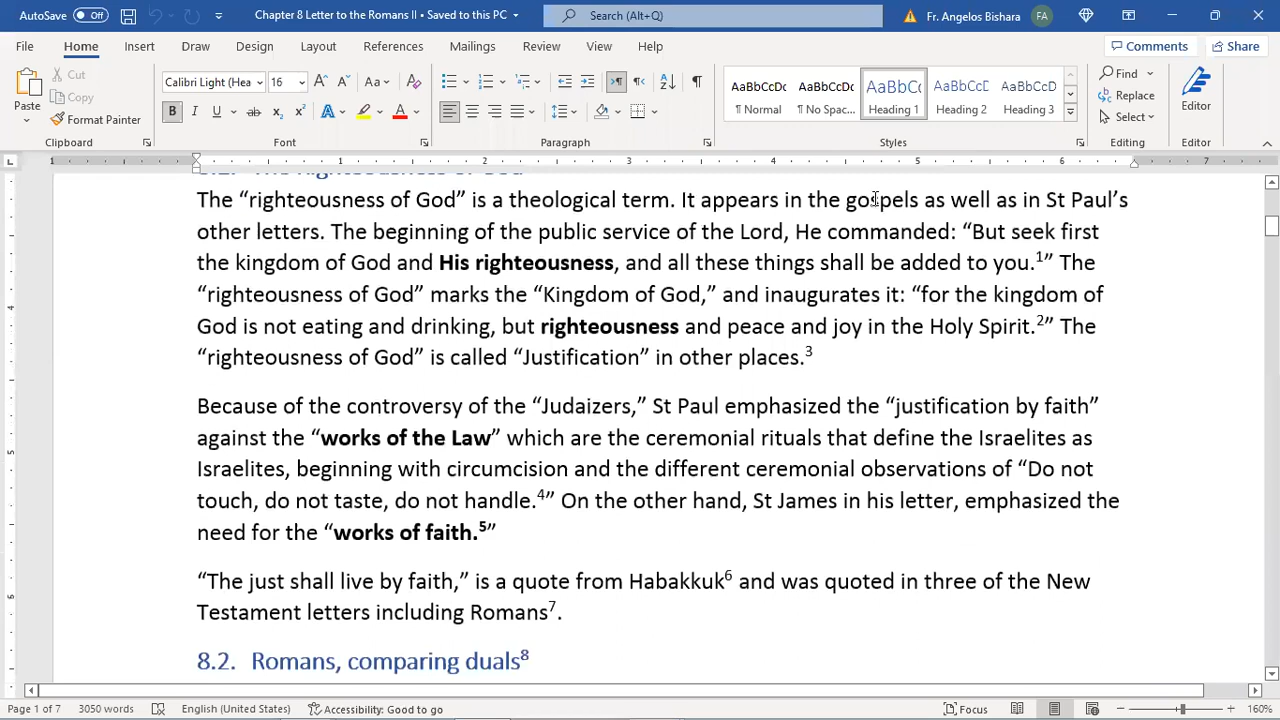 AutoSave Off Chapter 8 Letter to the Romans II • Saved to this PC Search (Alt+Q) Fr. Angelos Bishara FA
File Home Insert Draw Design Layout References Mailings Review View Help Comments Share
Paste Cut Copy Format Painter
Calibri Light (Hea 16
AaBbCcDc AaBbCcDc AaBbCc AaBbCcD AaBbCcD
¶ Normal ¶ No Spac... Heading 1 Heading 2 Heading 3
Find Replace Select Editor
Clipboard Font Paragraph Styles Editing Editor
The “righteousness of God” is a theological term. It appears in the gospels as well as in St Paul’s
other letters. The beginning of the public service of the Lord, He commanded: “But seek first
the kingdom of God and His righteousness, and all these things shall be added to you.1” The
“righteousness of God” marks the “Kingdom of God,” and inaugurates it: “for the kingdom of
God is not eating and drinking, but righteousness and peace and joy in the Holy Spirit.2” The
“righteousness of God” is called “Justification” in other places.3
Because of the controversy of the “Judaizers,” St Paul emphasized the “justification by faith”
against the “works of the Law” which are the ceremonial rituals that define the Israelites as
Israelites, beginning with circumcision and the different ceremonial observations of “Do not
touch, do not taste, do not handle.4” On the other hand, St James in his letter, emphasized the
need for the “works of faith.5”
“The just shall live by faith,” is a quote from Habakkuk6 and was quoted in three of the New
Testament letters including Romans7.
8.2. Romans, comparing duals8
Page 1 of 7 3050 words English (United States) Accessibility: Good to go Focus 160%